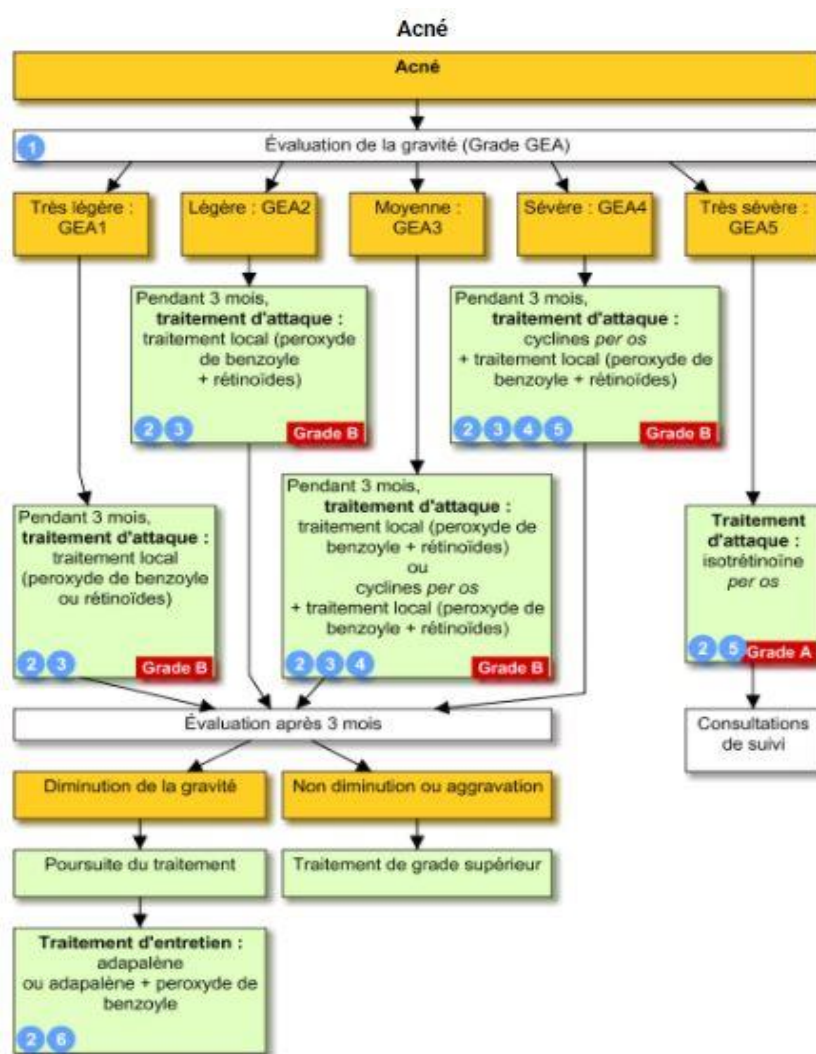 Acné
Acné
1
Évaluation de la gravité (Grade GEA)
Très légère :
GEA1
Légère : GEA2
Moyenne :
GEA3
Sévère : GEA4
Très sévère :
GEA5
Pendant 3 mois,
traitement d'attaque :
traitement local (peroxyde
de benzoyle
+ rétinoïdes)
2 3
Grade B
Pendant 3 mois,
traitement d'attaque :
cyclines per os
+ traitement local (peroxyde de
benzoyle + rétinoïdes)
2 3 4 5
Grade B
Pendant 3 mois,
traitement d'attaque :
traitement local
(peroxyde de benzoyle
ou rétinoïdes)
2 3
Grade B
Pendant 3 mois,
traitement d'attaque :
traitement local (peroxyde de
benzoyle + rétinoïdes)
ou
cyclines per os
+ traitement local (peroxyde de
benzoyle + rétinoïdes)
2 3 4
Grade B
Traitement
d'attaque :
isotrétinoïne
per os
2 5
Grade A
Évaluation après 3 mois
Consultations
de suivi
Diminution de la gravité
Non diminution ou aggravation
Poursuite du traitement
Traitement de grade supérieur
Traitement d'entretien :
adapalène
ou adapalène + peroxyde de
benzoyle
2 6